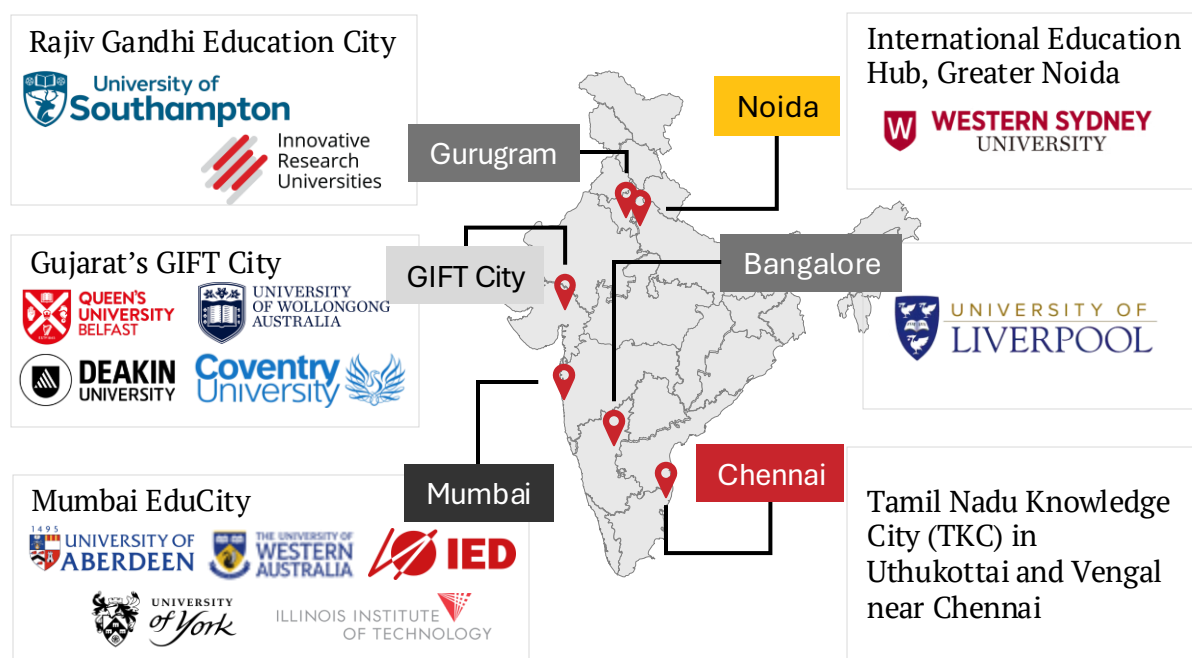 Rajiv Gandhi Education City
University of
Southampton
Innovative
Research
Universities
Gujarat's GIFT City
QUEEN'S
UNIVERSITY
BELFAST
UNIVERSITY
OF WOLLONGONG
AUSTRALIA
DEAKIN
UNIVERSITY
Coventry
University
Mumbai EduCity
1495
UNIVERSITY OF
ABERDEEN
THE UNIVERSITY OF
WESTERN
AUSTRALIA
IED
UNIVERSITY
of York
ILLINOIS INSTITUTE
OF TECHNOLOGY
Gurugram
Noida
GIFT City
Bangalore
Mumbai
Chennai
International Education
Hub, Greater Noida
W
WESTERN SYDNEY
UNIVERSITY
UNIVERSITY OF
LIVERPOOL
Tamil Nadu Knowledge
City (TKC) in
Uthukottai and Vengal
near Chennai